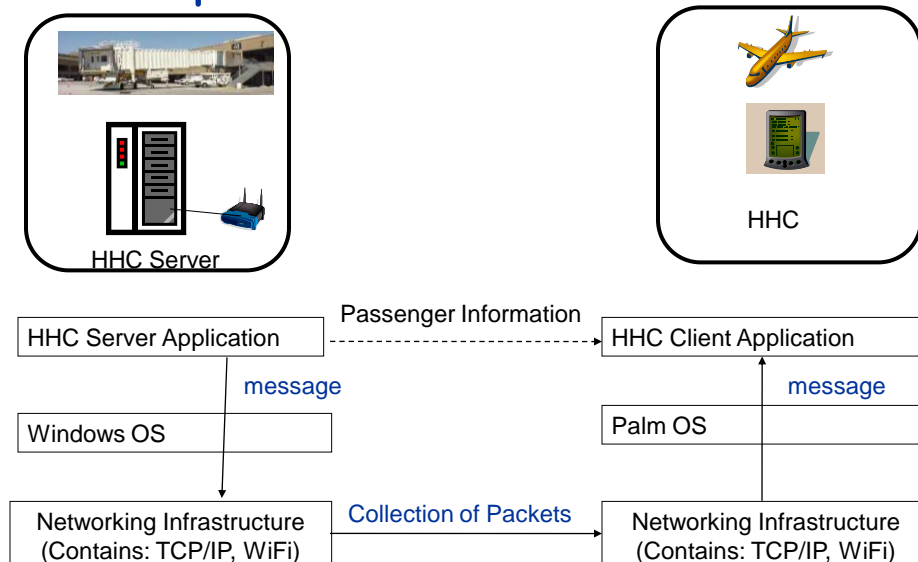 HHC Server
HHC
Passenger Information
HHC Server Application
HHC Client Application
message
message
Windows OS
Palm OS
Collection of Packets
Networking Infrastructure
(Contains: TCP/IP, WiFi)
Networking Infrastructure
(Contains: TCP/IP, WiFi)